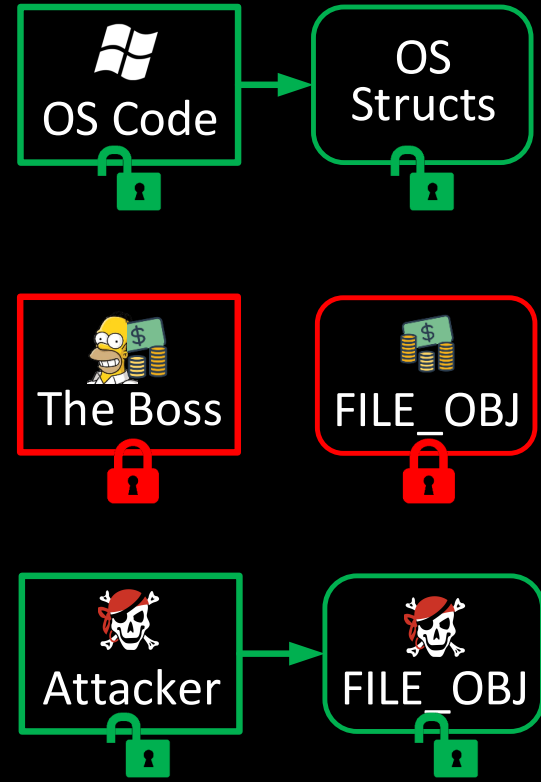 OS Code
OS
Structs
The Boss
FILE_OBJ
Attacker
FILE_OBJ